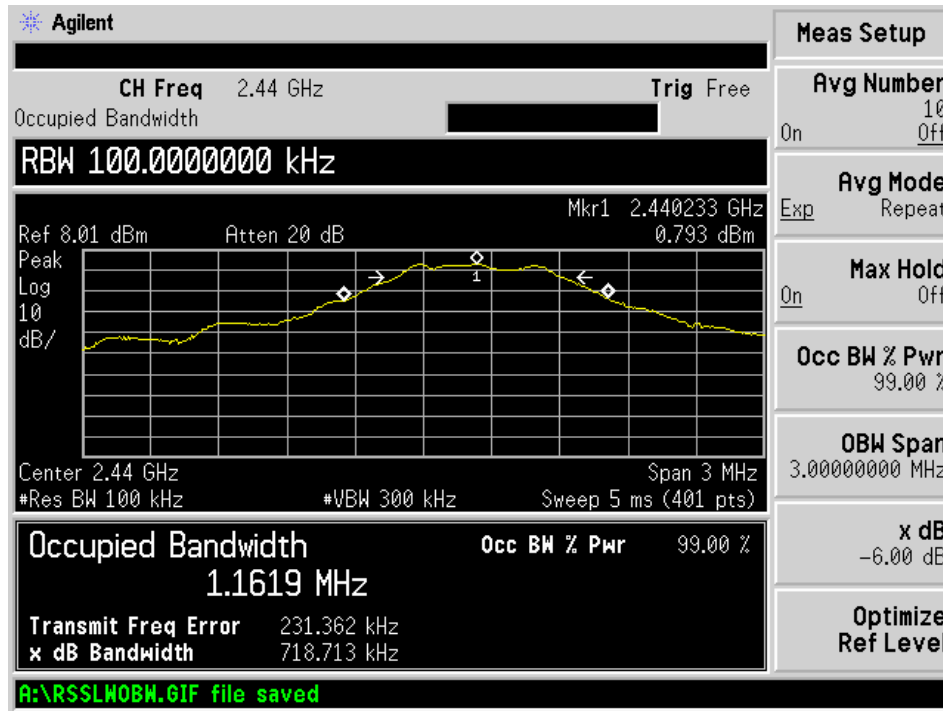 Agilent
CH Freq 2.44 GHz Trig Free
Occupied Bandwidth
RBW 100.0000000 kHz
Mkr1 2.440233 GHz
Ref 8.01 dBm Atten 20 dB 0.793 dBm
Peak
Log
10
dB/
1
Center 2.44 GHz Span 3 MHz
#Res BW 100 kHz #VBW 300 kHz Sweep 5 ms (401 pts)
Occupied Bandwidth Occ BW % Pwr 99.00 %
1.1619 MHz
Transmit Freq Error 231.362 kHz
x dB Bandwidth 718.713 kHz
A:\RSSLWOBW.GIF file saved
Meas Setup
Avg Number
10
On Off
Avg Mode
Exp Repeat
Max Hold
On Off
Occ BW % Pwr
99.00 %
OBW Span
3.00000000 MHz
x dB
-6.00 dB
Optimize
Ref Level